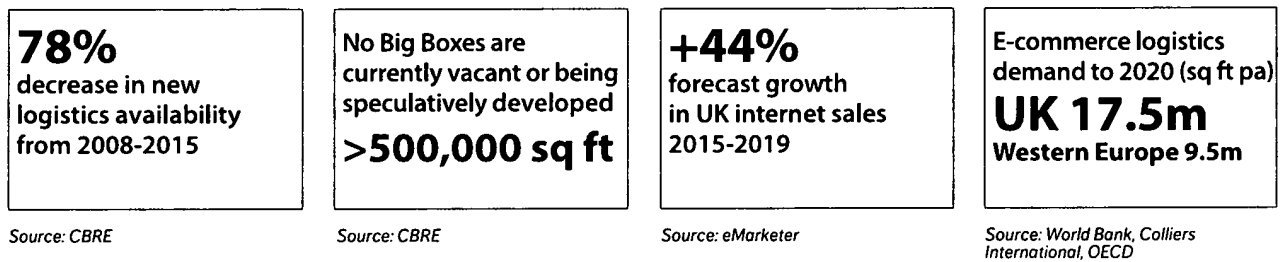 78%
decrease in new
logistics availability
from 2008-2015
Source: CBRE
No Big Boxes are
currently vacant or being
speculatively developed
>500,000 sq ft
Source: CBRE
+44%
forecast growth
in UK internet sales
2015-2019
Source: eMarketer
E-commerce logistics
demand to 2020 (sq ft pa)
UK 17.5m
Western Europe 9.5m
Source: World Bank, Colliers
International, OECD